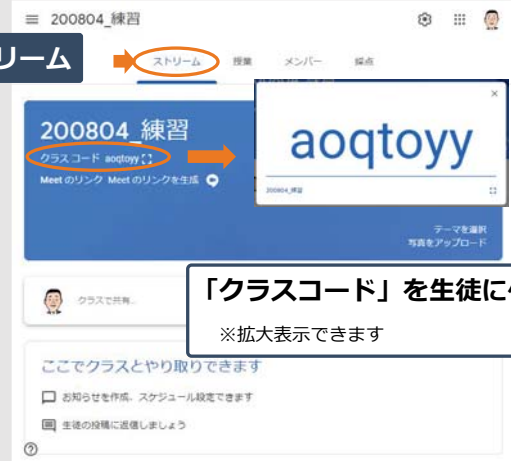 200804_練習
リーム
ストリーム 授業 メンバー 採点
200804_練習
クラス コード aoqtoyy
Meet のリンク Meet のリンクを生成
aoqtoyy
200804_練習
テーマを選択
写真をアップロード
クラスで共有...
「クラスコード」を生徒に
※拡大表示できます
ここでクラスとやり取りできます
お知らせを作成、スケジュール設定できます
生徒の投稿に返信しましょう